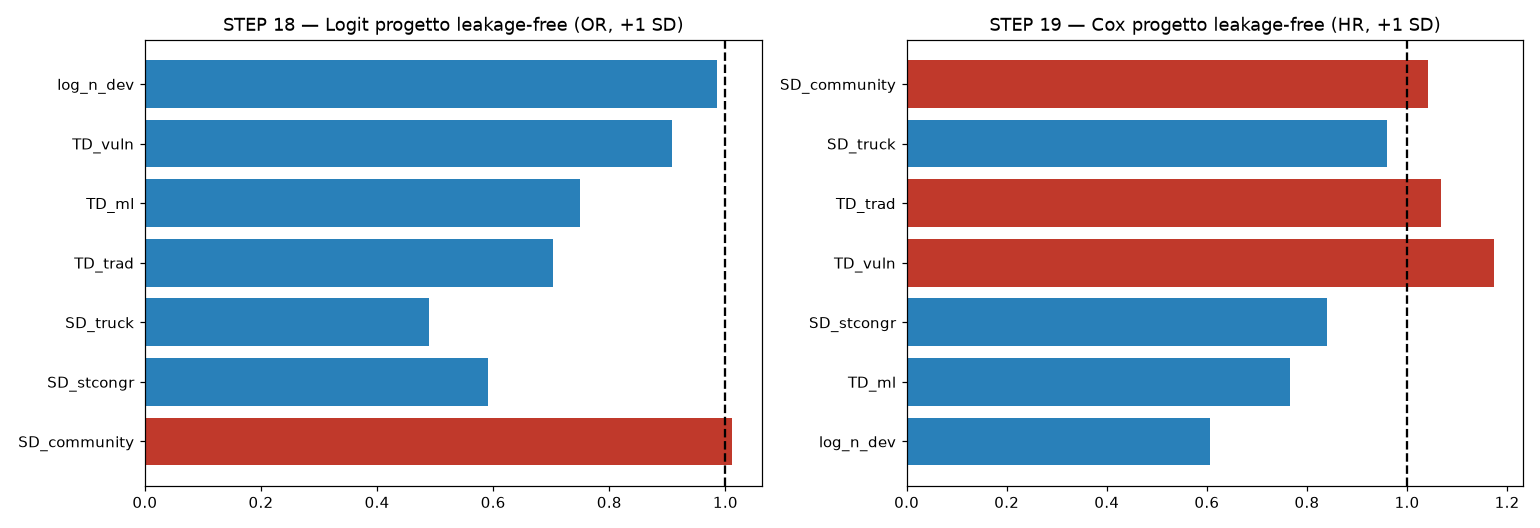 STEP 18 — Logit progetto leakage-free (OR, +1 SD)
log_n_dev
TD_vuln
TD_ml
TD_trad
SD_truck
SD_stcongr
SD_community
0.0 0.2 0.4 0.6 0.8 1.0
STEP 19 — Cox progetto leakage-free (HR, +1 SD)
SD_community
SD_truck
TD_trad
TD_vuln
SD_stcongr
TD_ml
log_n_dev
0.0 0.2 0.4 0.6 0.8 1.0 1.2